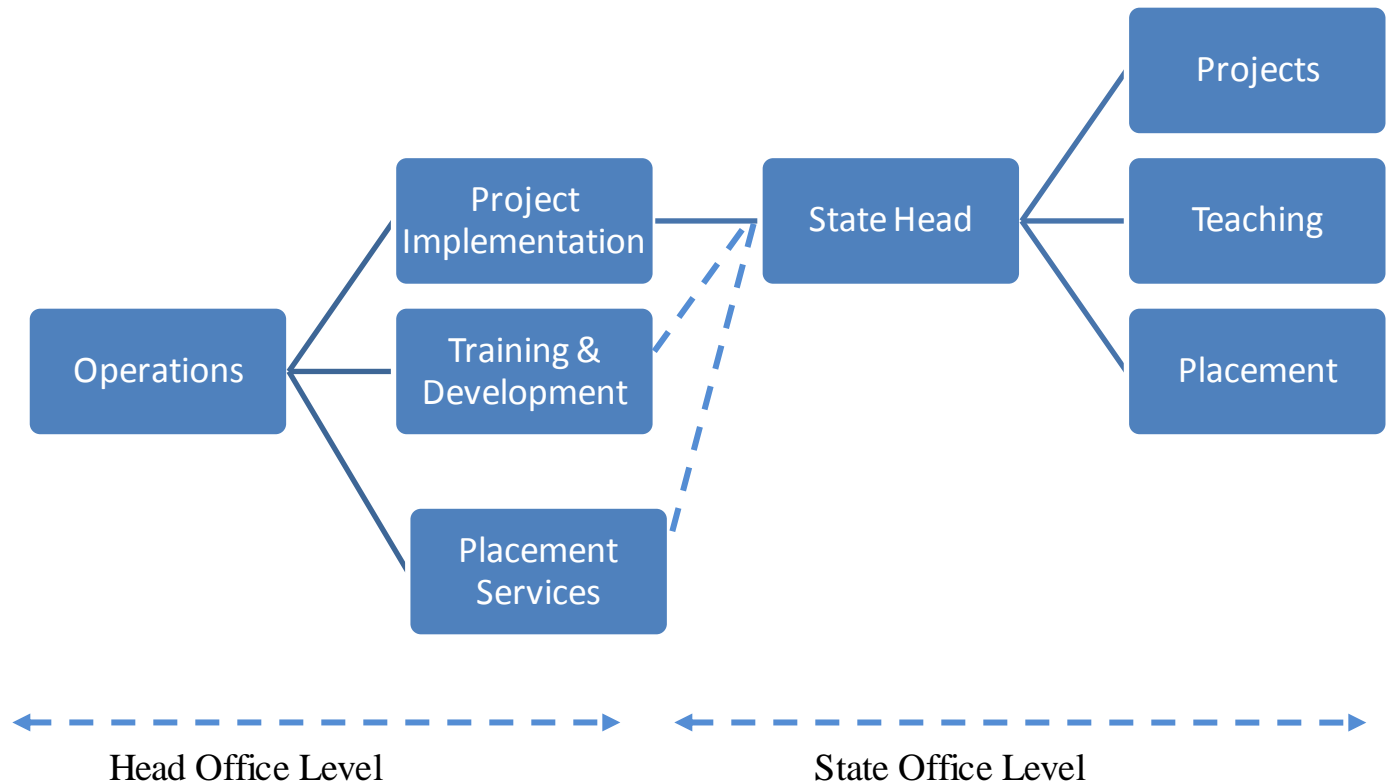 Operations
Project
Implementation
Training &
Development
Placement
Services
State Head
Projects
Teaching
Placement
Head Office Level
State Office Level